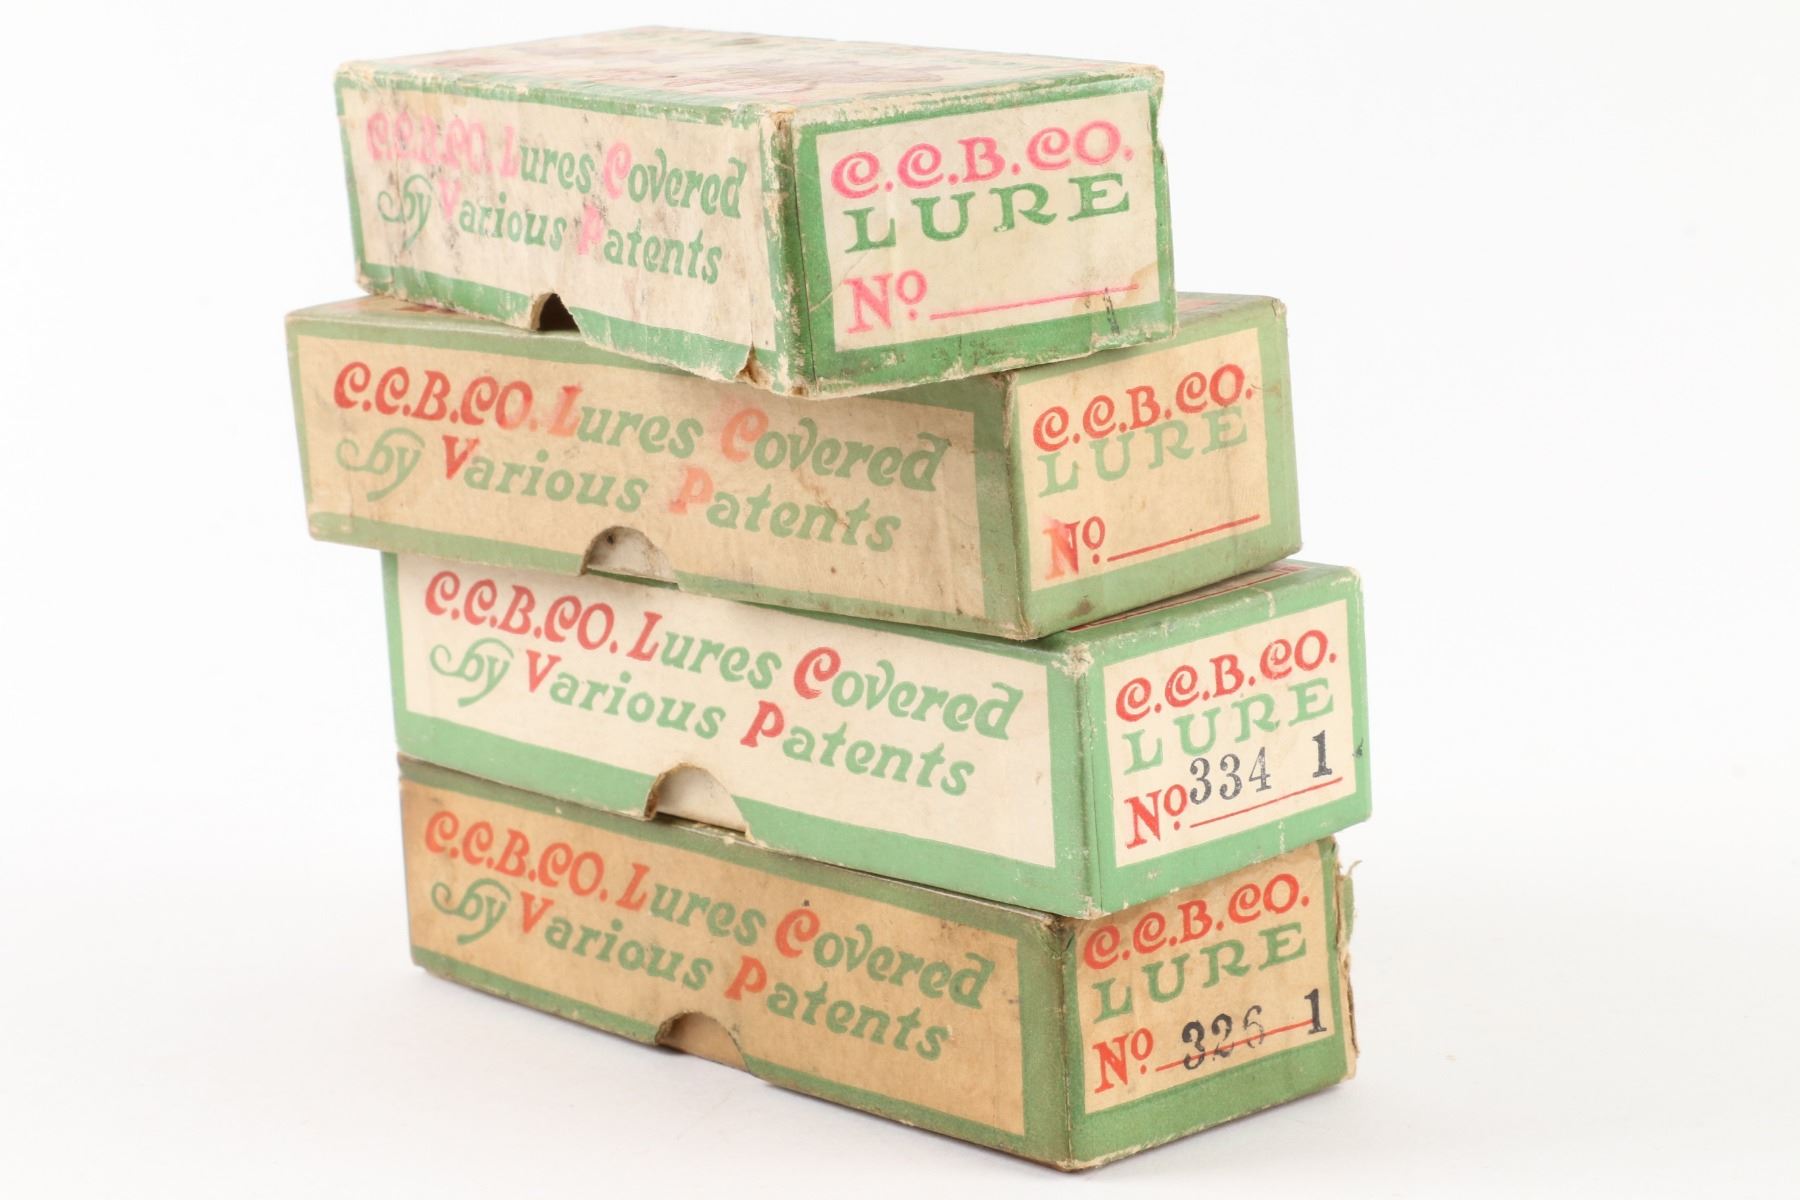 C.C.B.CO. Lures Covered
by Various Patents
C.C.B.CO.
LURE
No
C.C.B.CO. Lures Covered
by Various Patents
C.C.B.CO.
LURE
No
C.C.B.CO. Lures Covered
by Various Patents
C.C.B.CO.
LURE
No 334 1
C.C.B.CO. Lures Covered
by Various Patents
C.C.B.CO.
LURE
No 326 1